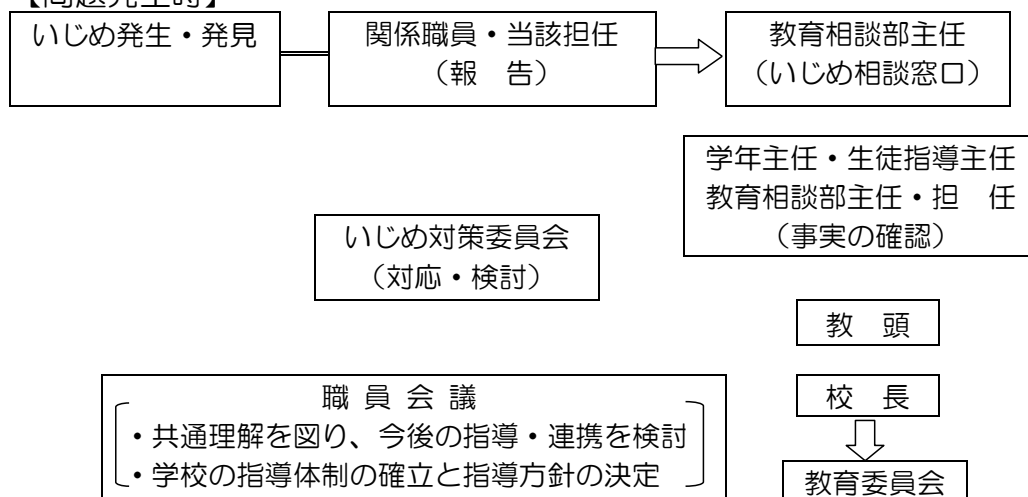 【問題発生時】
いじめ発生・発見
関係職員・当該担任
（報　告）
教育相談部主任
（いじめ相談窓口）
学年主任・生徒指導主任
教育相談部主任・担　任
（事実の確認）
いじめ対策委員会
（対応・検討）
教　頭
職 員 会 議
・共通理解を図り、今後の指導・連携を検討
・学校の指導体制の確立と指導方針の決定
校　長
教育委員会